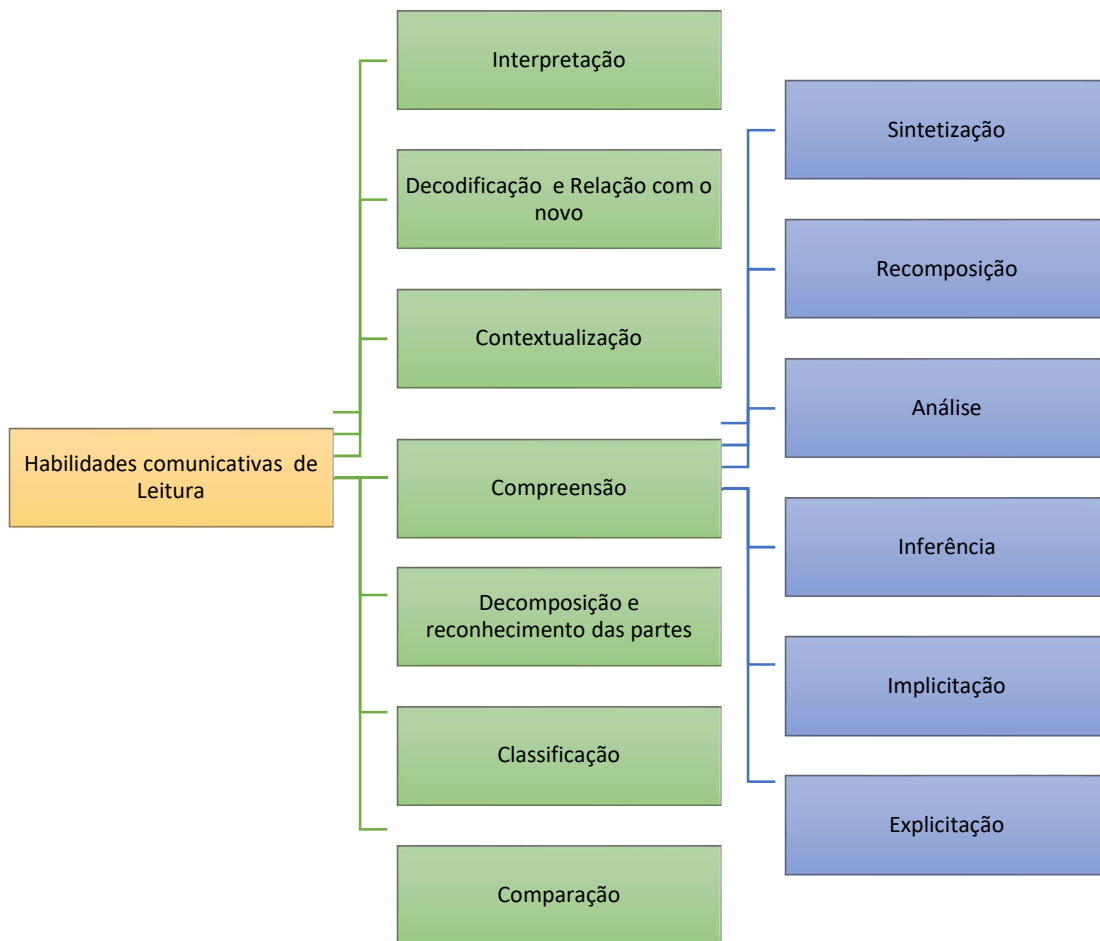 Habilidades comunicativas de
Leitura
Interpretação
Decodificação e Relação com o
novo
Contextualização
Compreensão
Decomposição e
reconhecimento das partes
Classificação
Comparação
Sintetização
Recomposição
Análise
Inferência
Implicitação
Explicitação